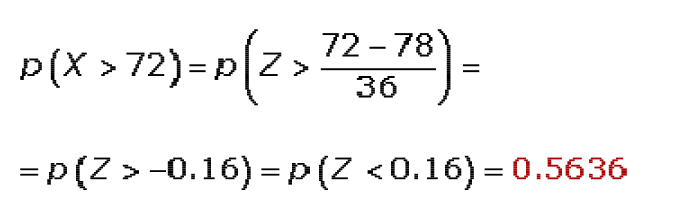 p(X > 72) = p(Z > (72 – 78)/36) =
= p(Z > –0.16) = p(Z < 0.16) = 0.5636